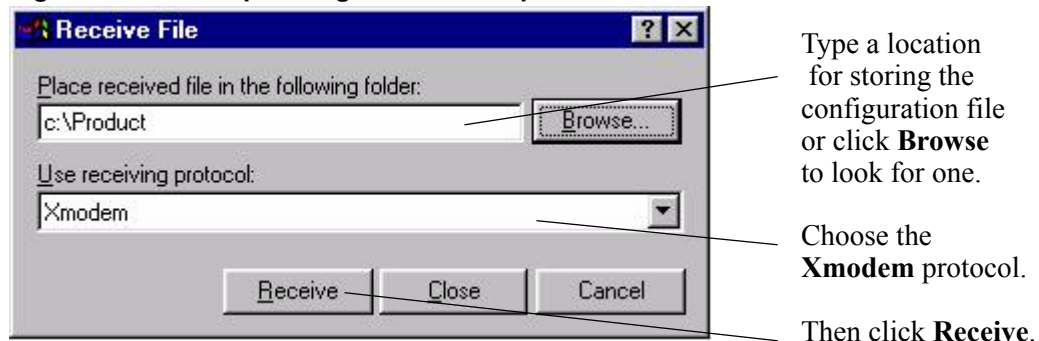 Receive File
Place received file in the following folder:
c:\Product
Browse...
Use receiving protocol:
Xmodem
Receive
Close
Cancel
Type a location
for storing the
configuration file
or click Browse
to look for one.
Choose the
Xmodem protocol.
Then click Receive.